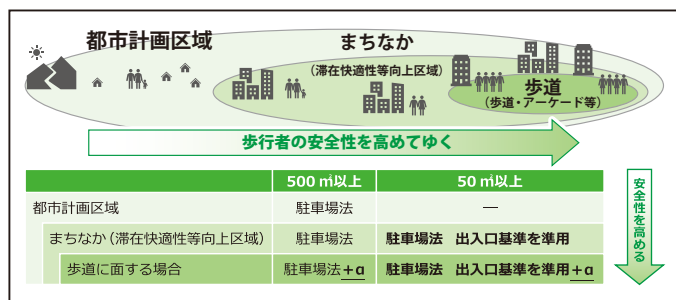 都市計画区域
まちなか
(滞在快適性等向上区域)
歩道
(歩道・アーケード等)
歩行者の安全性を高めてゆく
500㎡以上 50㎡以上
都市計画区域 駐車場法 ―
まちなか(滞在快適性等向上区域) 駐車場法 駐車場法 出入口基準を準用
歩道に面する場合 駐車場法+α 駐車場法 出入口基準を準用+α
安全性を高める